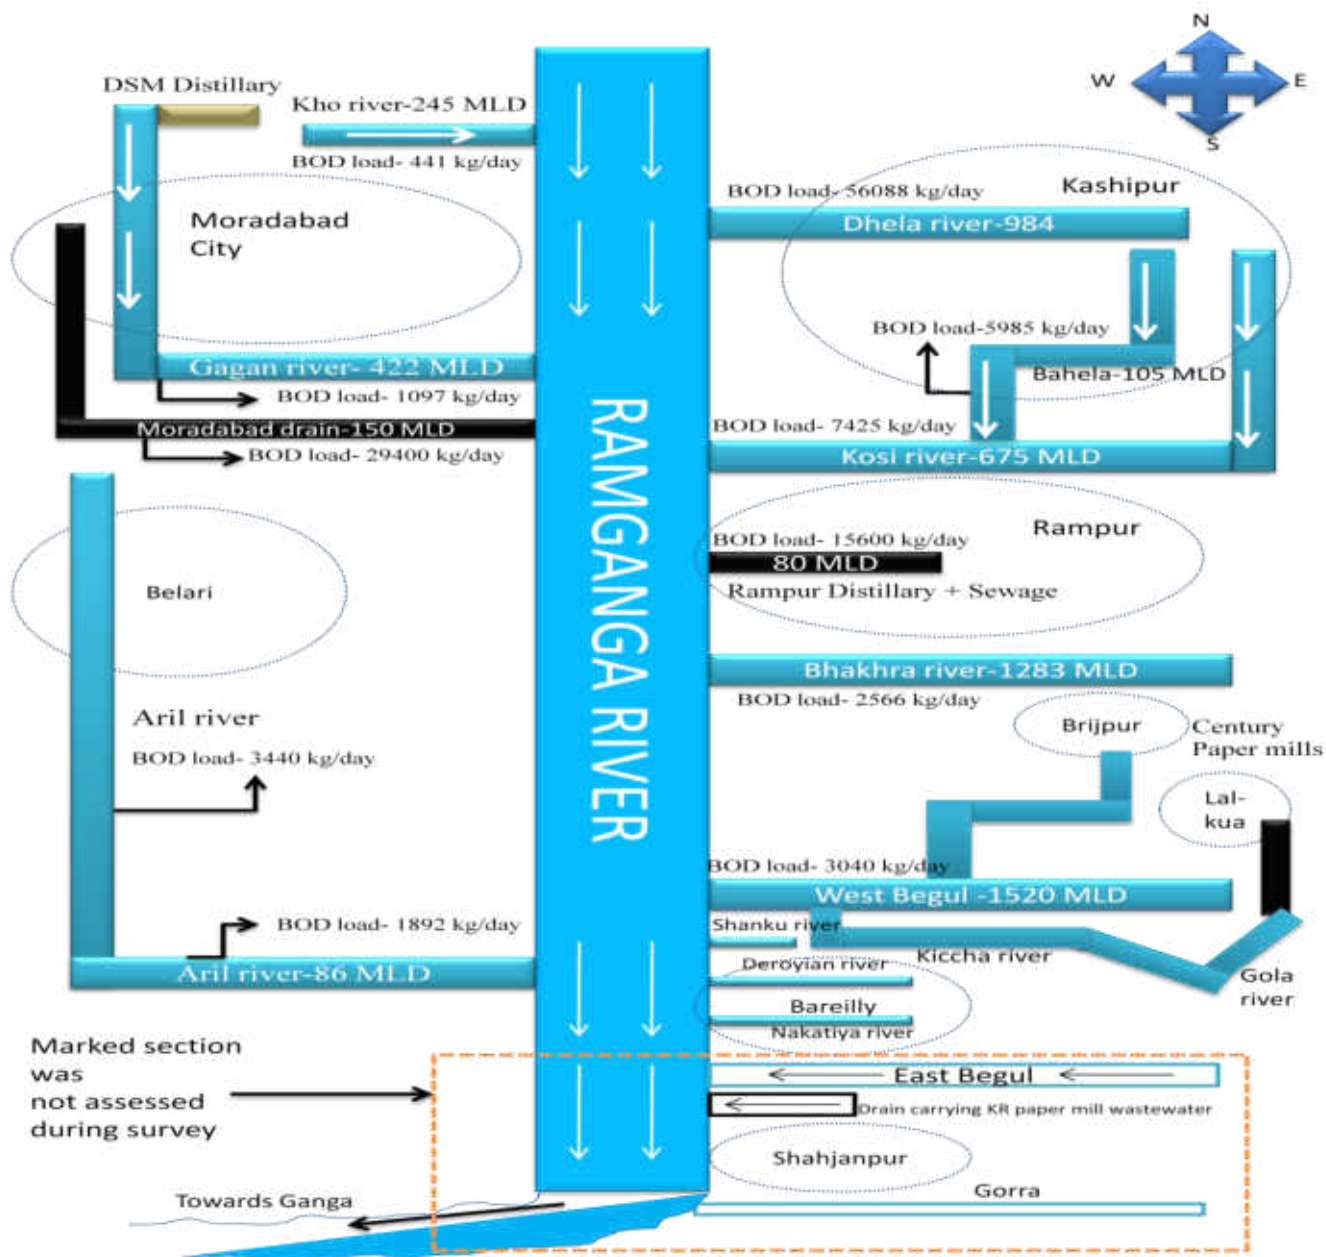 N
W
E
S
DSM Distillary
Kho river-245 MLD
BOD load- 441 kg/day
Moradabad
City
BOD load- 56088 kg/day
Kashipur
Dhela river-984
BOD load-5985 kg/day
Bahela-105 MLD
Gagan river- 422 MLD
BOD load- 1097 kg/day
Moradabad drain-150 MLD
BOD load- 29400 kg/day
BOD load- 7425 kg/day
Kosi river-675 MLD
RAMGANGA RIVER
Rampur
BOD load- 15600 kg/day
80 MLD
Rampur Distillary + Sewage
Belari
Bhakhra river-1283 MLD
BOD load- 2566 kg/day
Aril river
BOD load- 3440 kg/day
Brijpur
Century
Paper mills
Lal-
kua
BOD load- 3040 kg/day
West Begul -1520 MLD
Shanku river
Kiccha river
Gola
river
BOD load- 1892 kg/day
Aril river-86 MLD
Deroyian river
Bareilly
Nakatiya river
Marked section
was
not assessed
during survey
East Begul
Drain carrying KR paper mill wastewater
Shahjanpur
Gorra
Towards Ganga